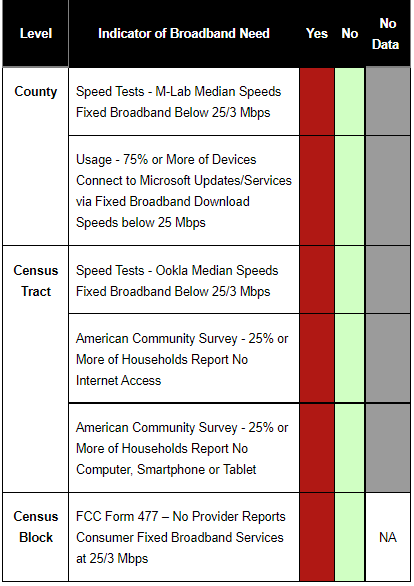 Level Indicator of Broadband Need Yes No No Data
County
Speed Tests - M-Lab Median Speeds
Fixed Broadband Below 25/3 Mbps
Usage - 75% or More of Devices
Connect to Microsoft Updates/Services
via Fixed Broadband Download
Speeds below 25 Mbps
Census
Tract
Speed Tests - Ookla Median Speeds
Fixed Broadband Below 25/3 Mbps
American Community Survey - 25% or
More of Households Report No
Internet Access
American Community Survey - 25% or
More of Households Report No
Computer, Smartphone or Tablet
Census
Block
FCC Form 477 – No Provider Reports
Consumer Fixed Broadband Services
at 25/3 Mbps
NA